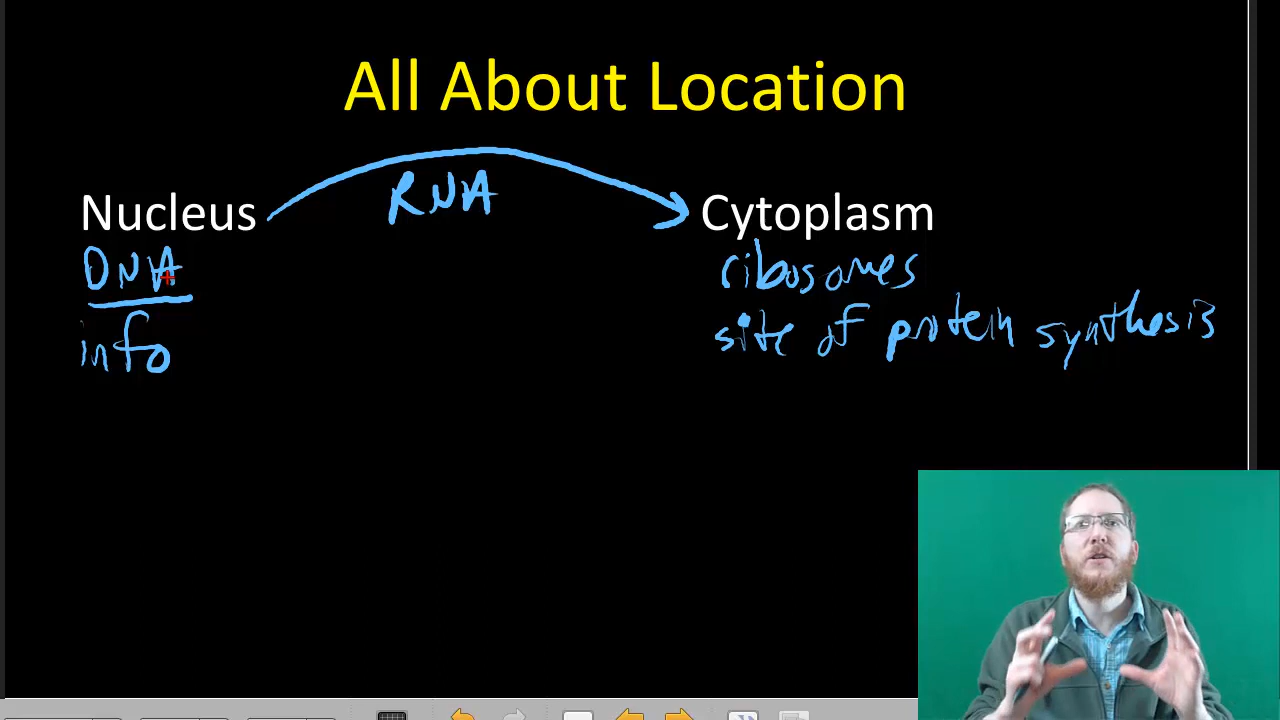 All About Location
RNA
Nucleus
Cytoplasm
DNA
ribosomes
info
site of protein synthesis